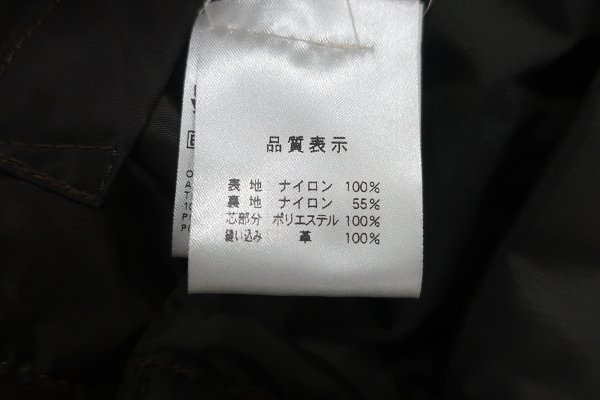 品質表示
表地 ナイロン 100%
裏地 ナイロン 55%
芯部分 ポリエステル 100%
縫い込み 革 100%